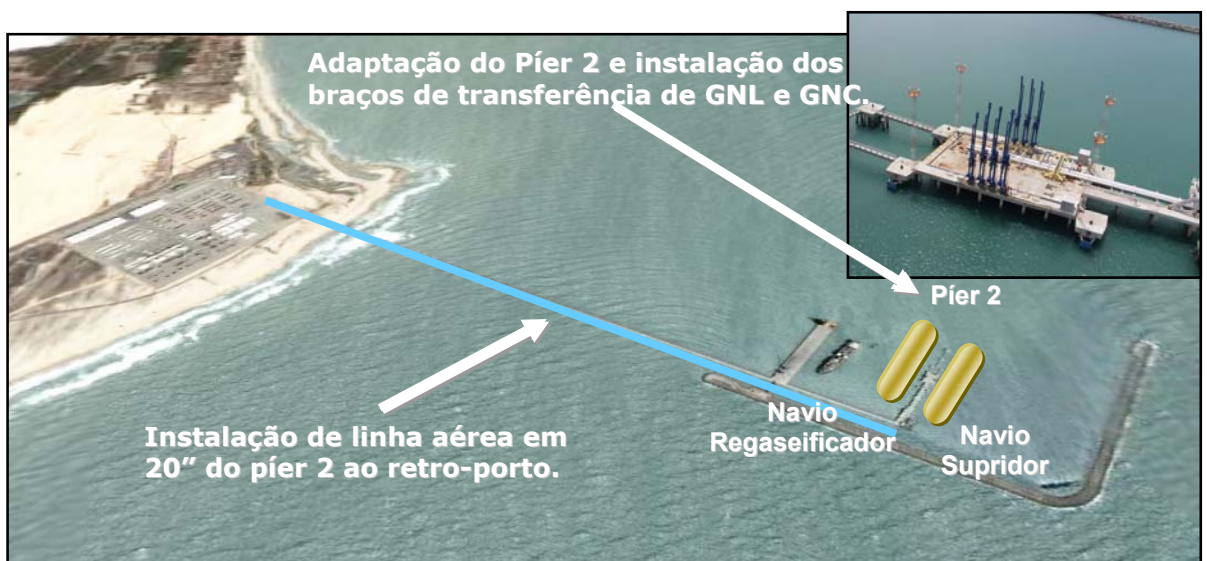 Adaptação do Píer 2 e instalação dos
braços de transferência de GNL e GNC.
Píer 2
Navio
Regaseificador
Navio
Supridor
Instalação de linha aérea em
20” do píer 2 ao retro-porto.